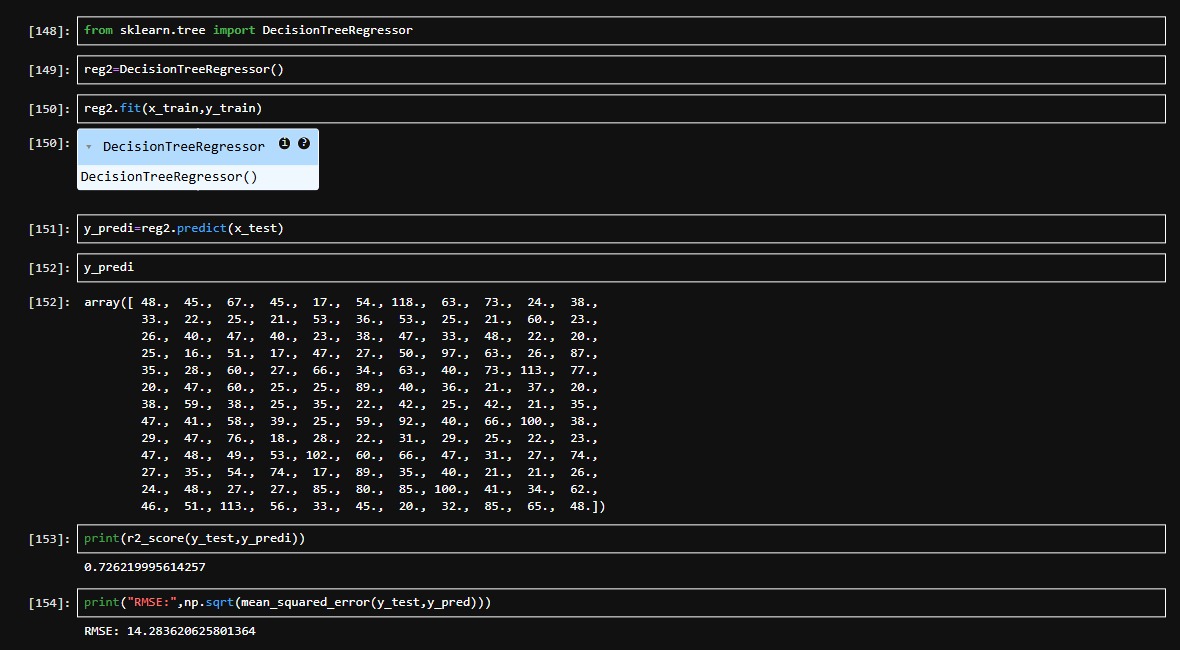 [148]: from sklearn.tree import DecisionTreeRegressor
[149]: reg2=DecisionTreeRegressor()
[150]: reg2.fit(x_train,y_train)
[150]: DecisionTreeRegressor i ?
DecisionTreeRegressor()
[151]: y_predi=reg2.predict(x_test)
[152]: y_predi
[152]: array([ 48., 45., 67., 45., 17., 54., 118., 63., 73., 24., 38.,
33., 22., 25., 21., 53., 36., 53., 25., 21., 60., 23.,
26., 40., 47., 40., 23., 38., 47., 33., 48., 22., 20.,
25., 16., 51., 17., 47., 27., 50., 97., 63., 26., 87.,
35., 28., 60., 27., 66., 34., 63., 40., 73., 113., 77.,
20., 47., 60., 25., 25., 89., 40., 36., 21., 37., 20.,
38., 59., 38., 25., 35., 22., 42., 25., 42., 21., 35.,
47., 41., 58., 39., 25., 59., 92., 40., 66., 100., 38.,
29., 47., 76., 18., 28., 22., 31., 29., 25., 22., 23.,
47., 48., 49., 53., 102., 60., 66., 47., 31., 27., 74.,
27., 35., 54., 74., 17., 89., 35., 40., 21., 21., 26.,
24., 48., 27., 27., 85., 80., 85., 100., 41., 34., 62.,
46., 51., 113., 56., 33., 45., 20., 32., 85., 65., 48.])
[153]: print(r2_score(y_test,y_predi))
0.726219995614257
[154]: print("RMSE:",np.sqrt(mean_squared_error(y_test,y_pred)))
RMSE: 14.283620625801364